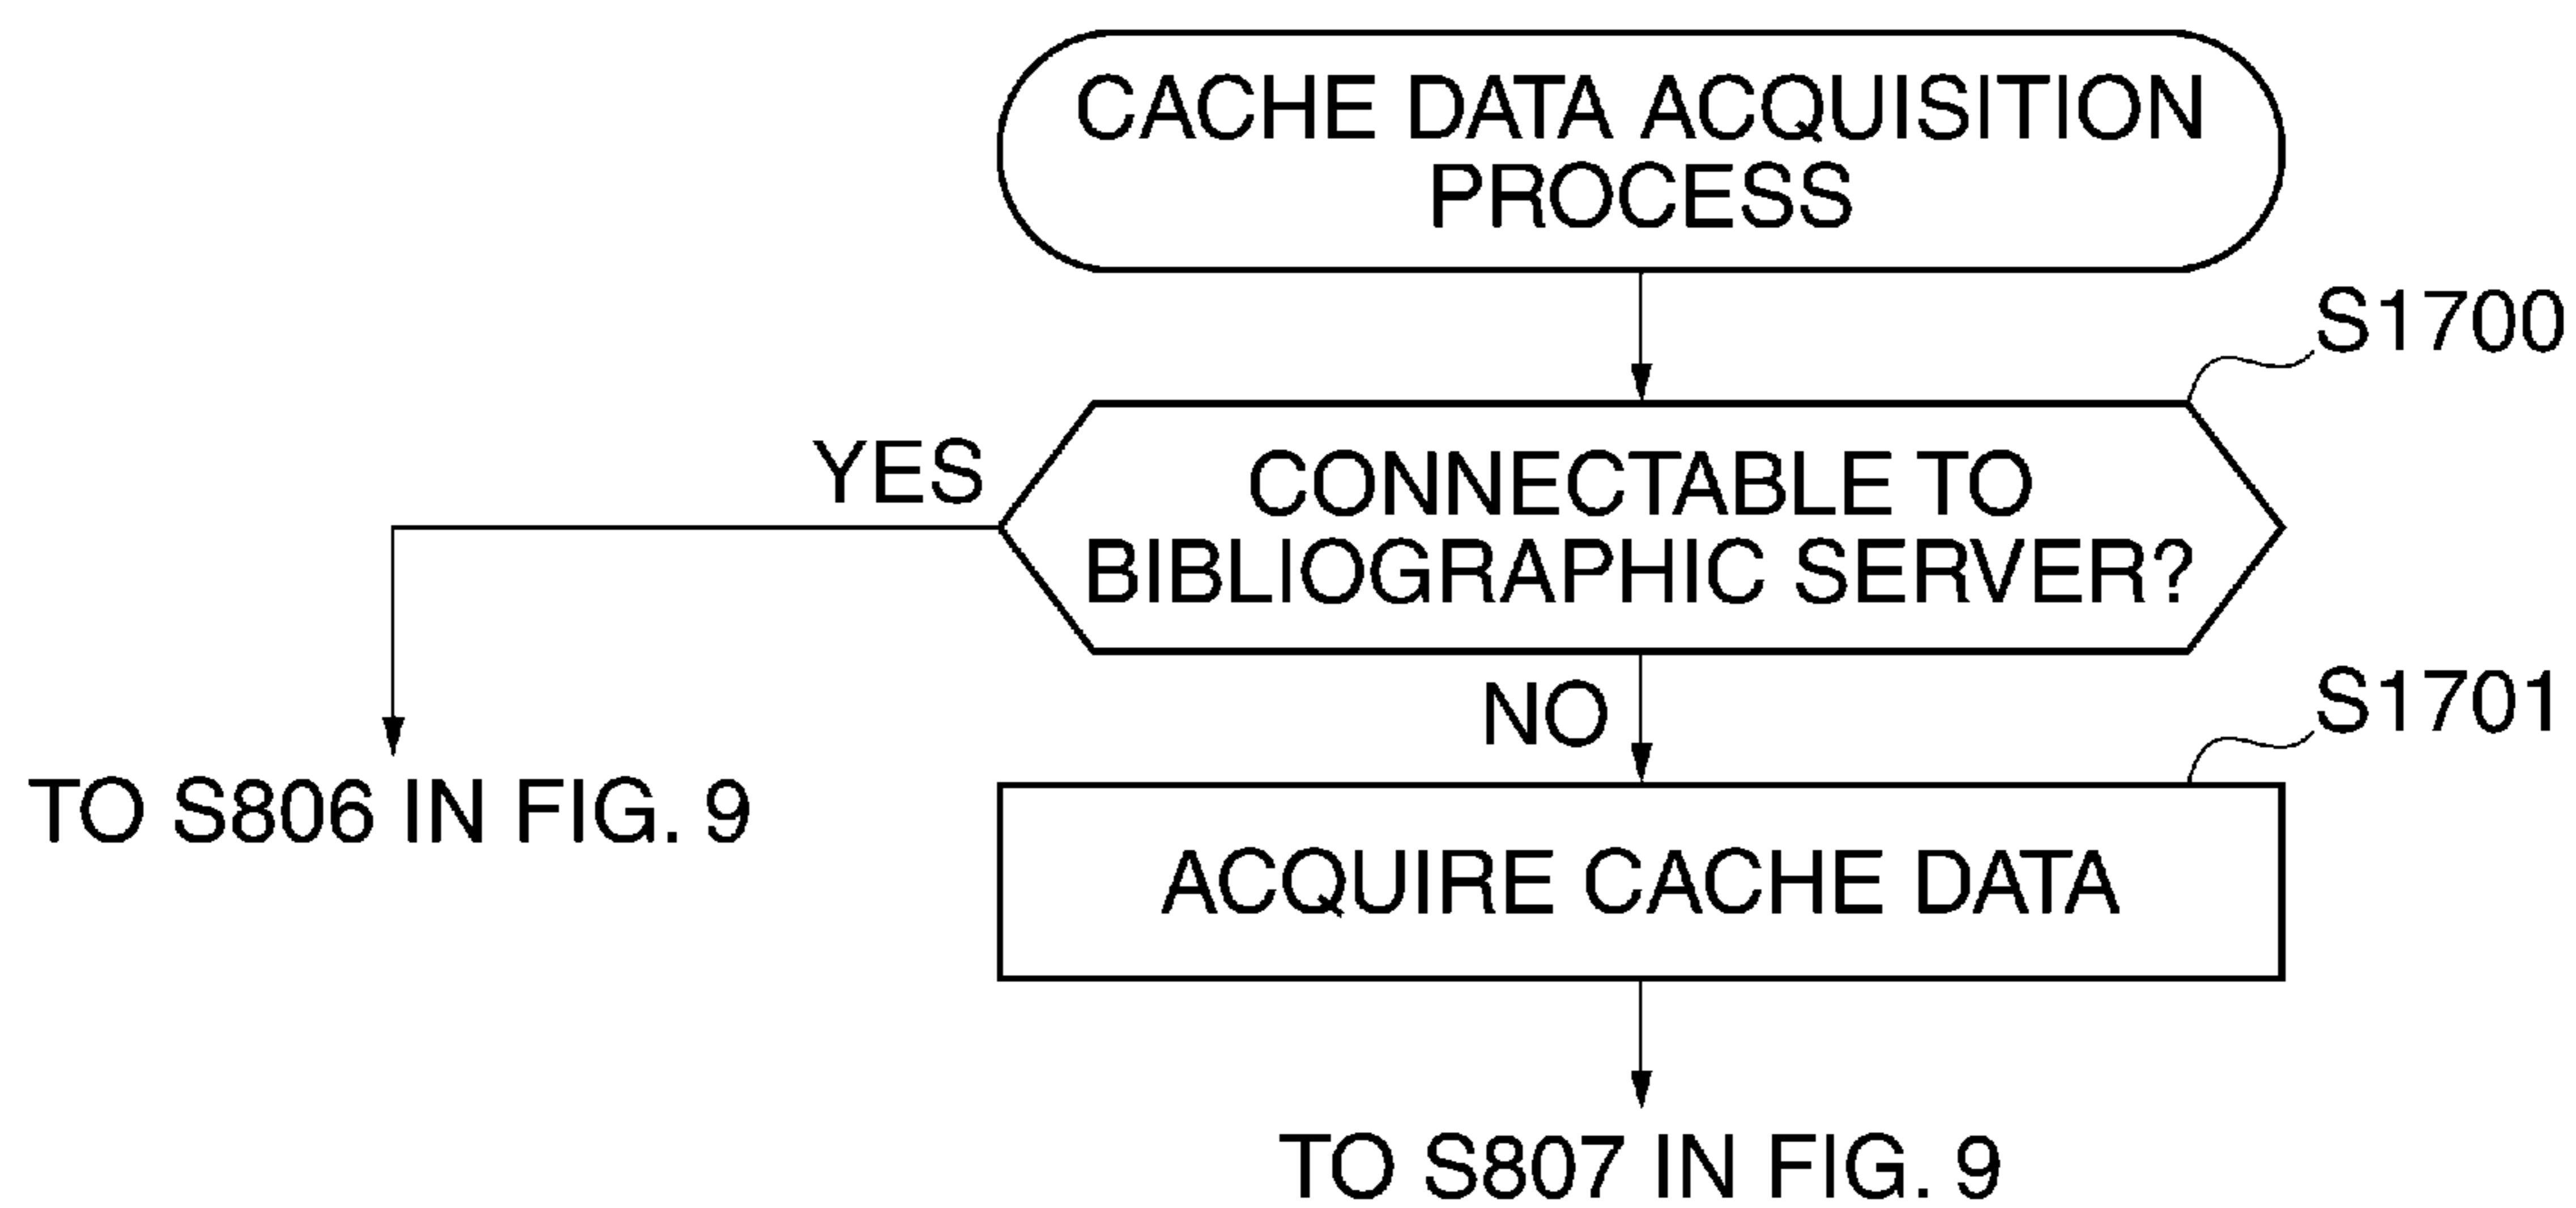 CACHE DATA ACQUISITION
PROCESS
S1700
YES
CONNECTABLE TO
BIBLIOGRAPHIC SERVER?
NO
S1701
TO S806 IN FIG. 9
ACQUIRE CACHE DATA
TO S807 IN FIG. 9